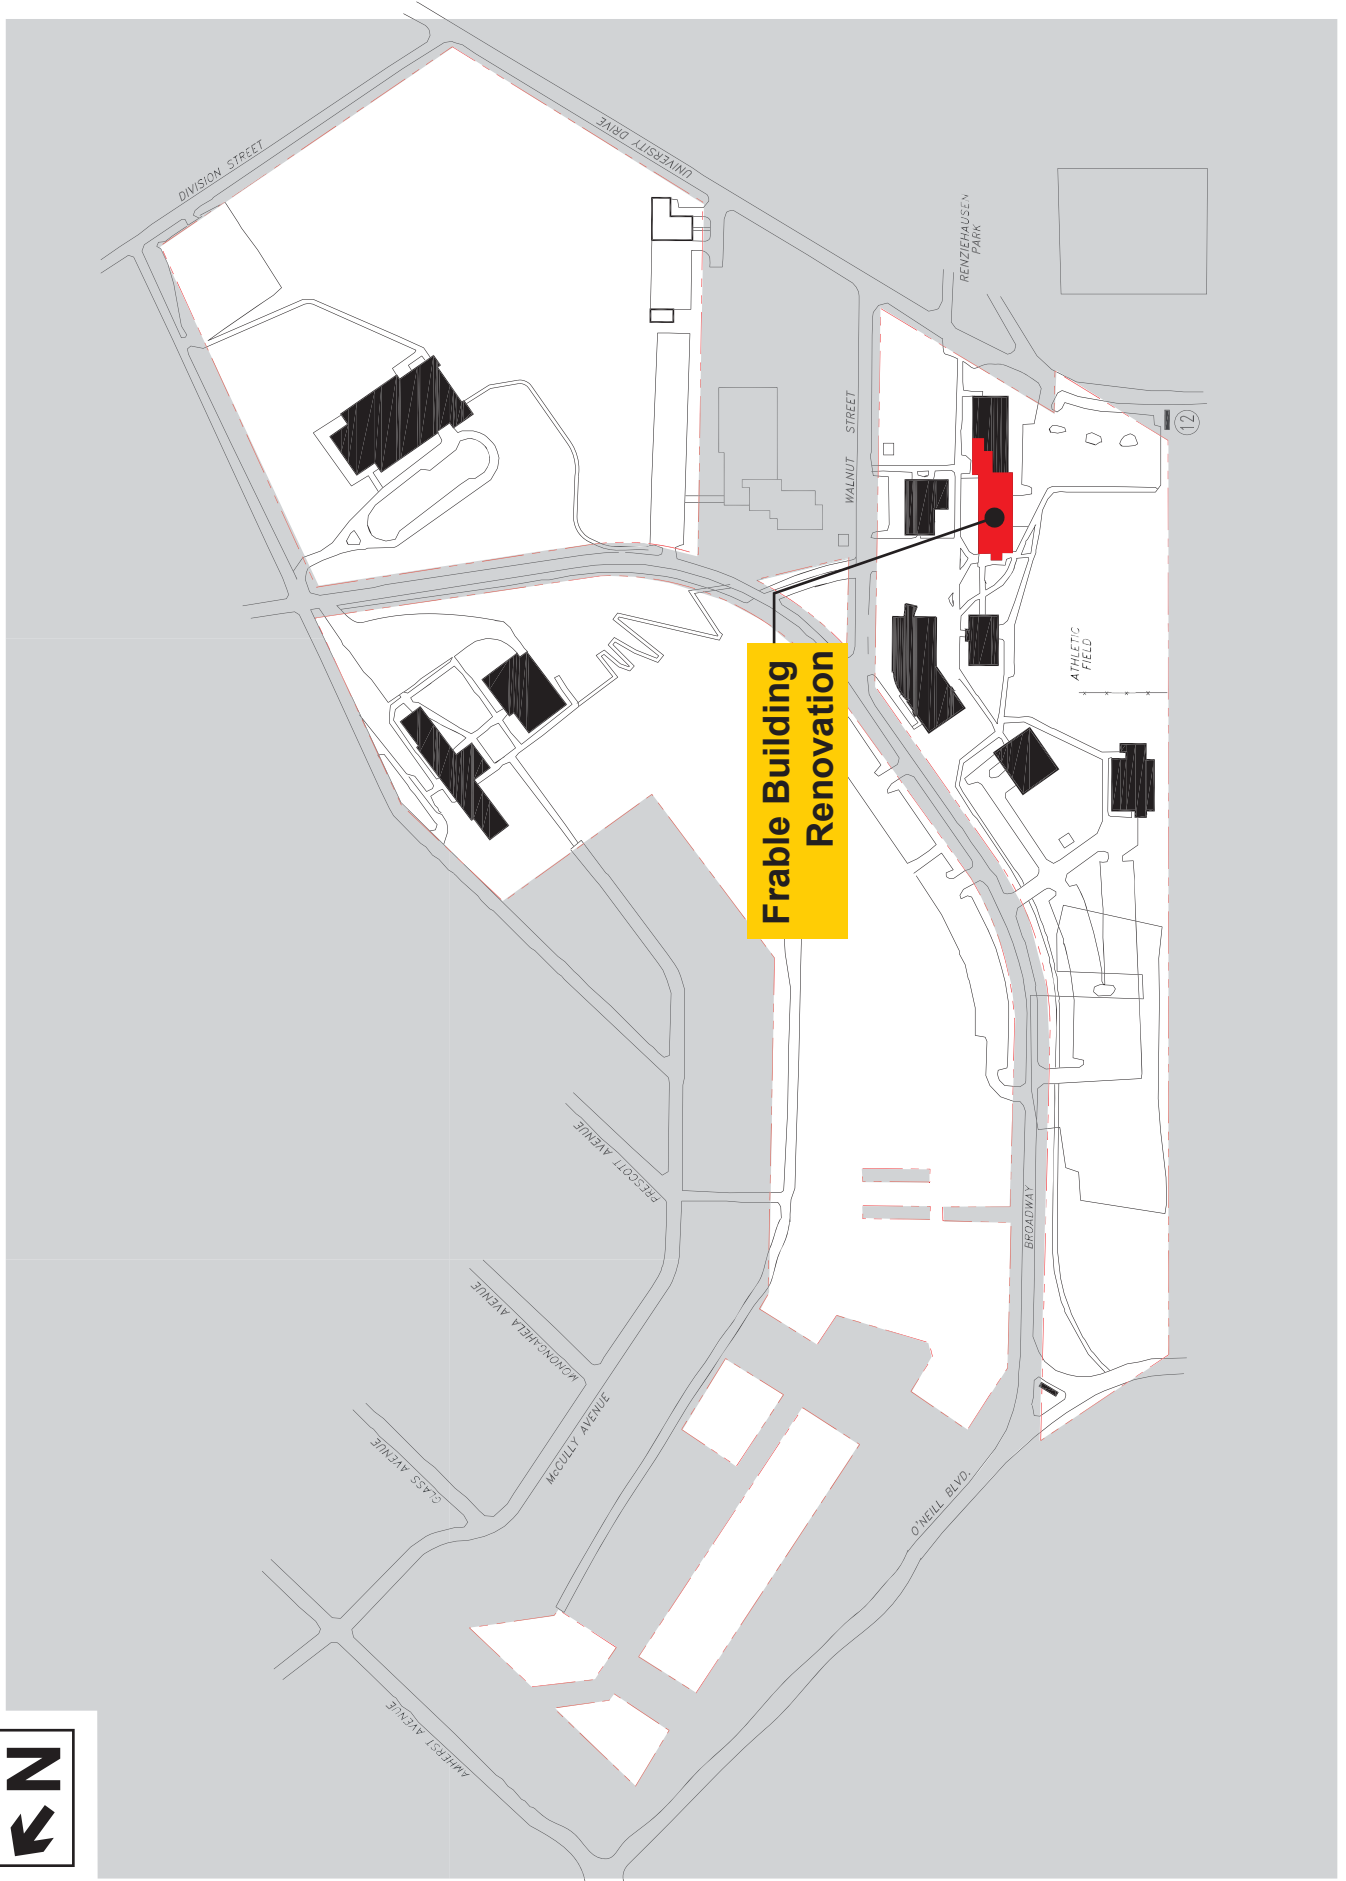 DIVISION STREET
UNIVERSITY DRIVE
RENZIEHAUSEN
PARK
WALNUT STREET
12
Frable Building
Renovation
ATHLETIC
FIELD
PRESCOTT AVENUE
BROADWAY
MONONGAHELA AVENUE
McCULLY AVENUE
GLASS AVENUE
O'NEILL BLVD.
AMHERST AVENUE
N